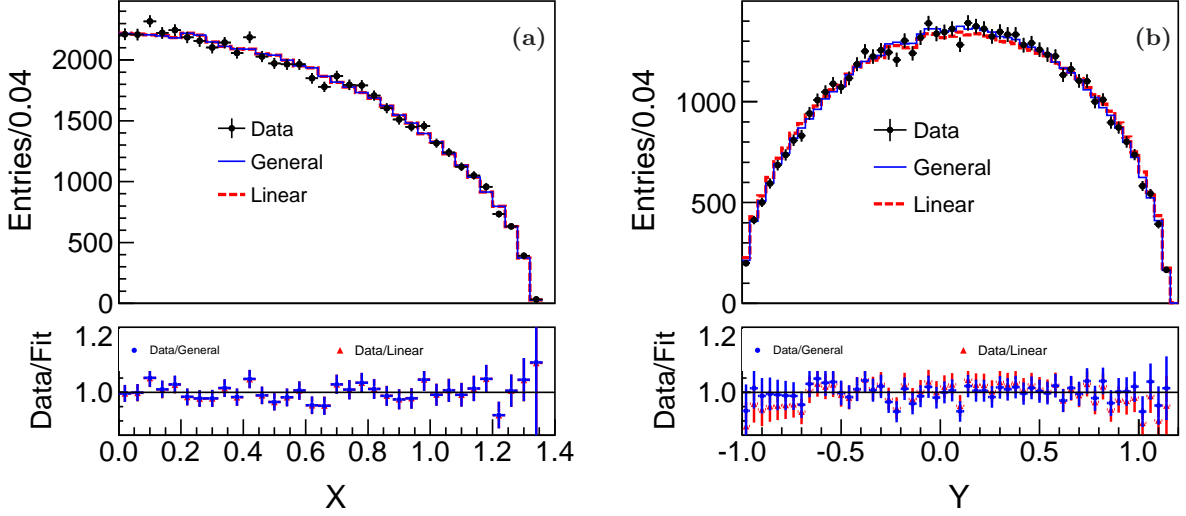 (a)
Entries/0.04
2000
1500
1000
500
0
Data
General
Linear
Data/Fit
1.2
1.0
Data/General
Data/Linear
0.0 0.2 0.4 0.6 0.8 1.0 1.2 1.4
X
(b)
Entries/0.04
1000
500
0
Data
General
Linear
Data/Fit
1.2
1.0
Data/General
Data/Linear
-1.0 -0.5 0.0 0.5 1.0
Y